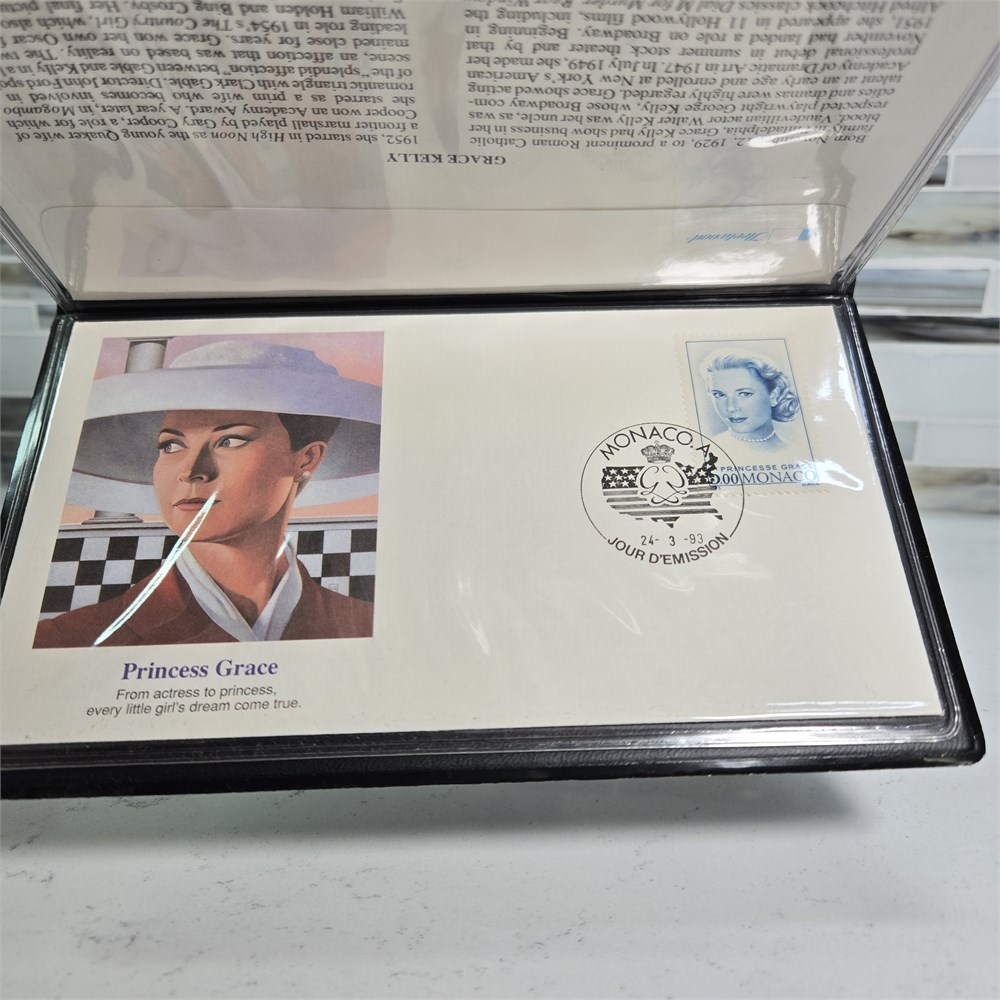 GRACE KELLY
Born 2, 1929, to a prominent Roman Catholic
family in Philadelphia, Grace Kelly had show business in her
blood. Vaudevillian actor Walter Kelly was her uncle, as was
respected playwright George Kelly, whose Broadway com-
edies and dramas were highly regarded. Grace showed acting
talent at an early age and enrolled at New York's American
Academy of Dramatic Art in 1947. In July 1949, she made her
professional debut in summer stock theater and by that
November had landed a role on Broadway. Beginning in
1951, she appeared in 11 Hollywood films, including the
Alfred Hitchcock classics Dial M for Murder, Rear
1952, she starred in High Noon as the young Quaker wife of
a frontier marshall played by Gary Cooper, a role for which
Cooper won an Academy Award. A year later, in Mogambo
she starred as a prim wife who becomes involved in
romantic triangle with Clark Gable. Director John Ford
of the "splendid affection" between Gable and Kelly in a
scene, an affection that was based on reality. The
mained close for years. Grace won her own Oscar
leading role in 1954's The Country Girl, which also
William Holden and Bing Crosby. Her final
Fleetwood.
MONACO.A
PRINCESSE GRACE
.00 MONACO
24- 3 -93
JOUR D'EMISSION
Princess Grace
From actress to princess,
every little girl's dream come true.